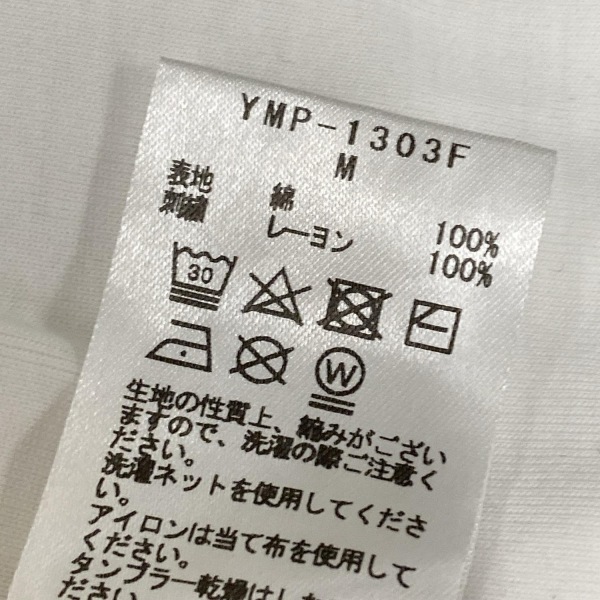 YMP-1303F
M
表地 綿 100%
刺繍 レーヨン 100%
30
W
生地の性質上、縮みがござい
ますので、洗濯の際ご注意く
ださい。
洗濯ネットを使用してくださ
い。
アイロンは当て布を使用して
ください。
タンブラー乾燥はしな
ださい